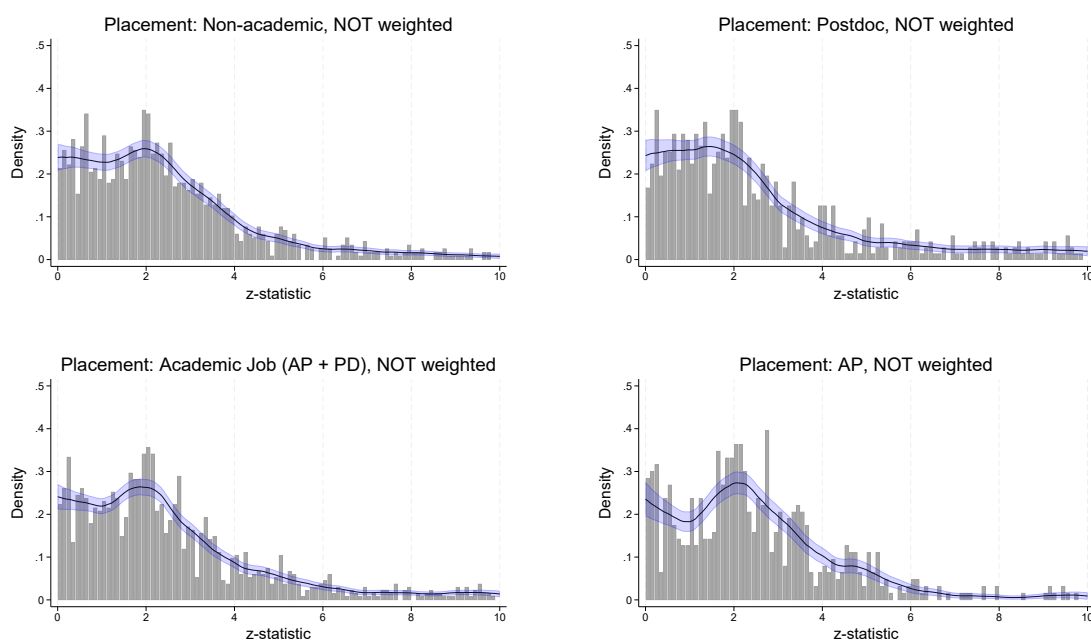 Placement: Non-academic, NOT weighted
.5
.4
.3
.2
.1
0
Density
0 2 4 6 8 10
z-statistic
Placement: Postdoc, NOT weighted
.5
.4
.3
.2
.1
0
Density
0 2 4 6 8 10
z-statistic
Placement: Academic Job (AP + PD), NOT weighted
.5
.4
.3
.2
.1
0
Density
0 2 4 6 8 10
z-statistic
Placement: AP, NOT weighted
.5
.4
.3
.2
.1
0
Density
0 2 4 6 8 10
z-statistic